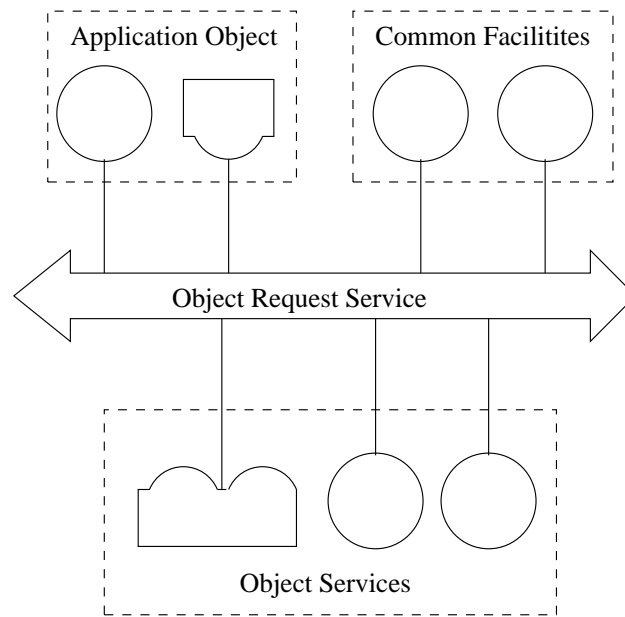 Application Object
Common Facilitites
Object Request Service
Object Services